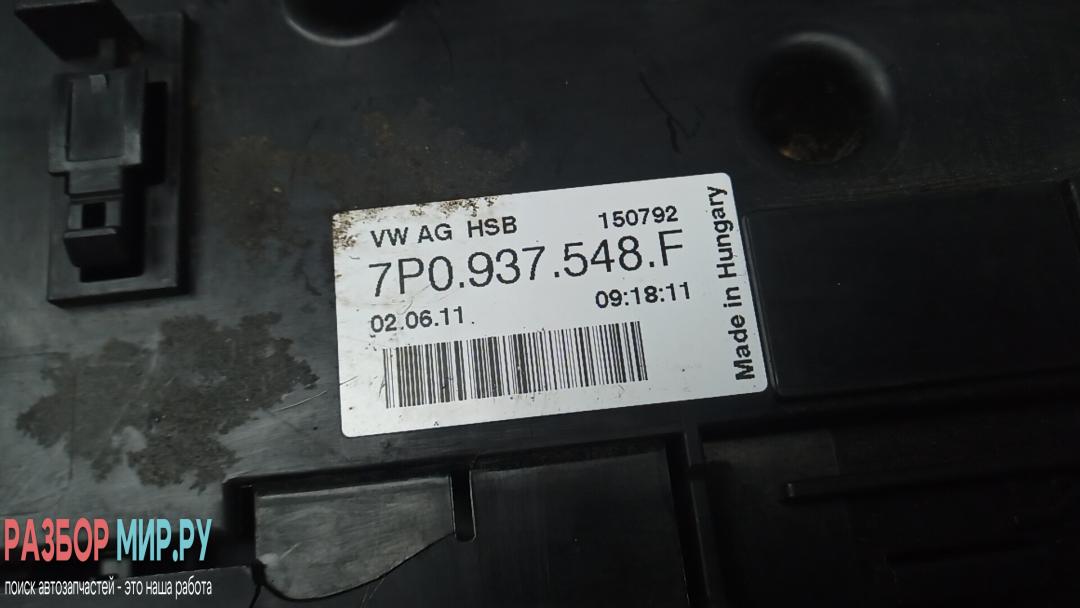 VW AG HSB 150792
7P0.937.548.F
02.06.11 09:18:11
Made in Hungary
РАЗБОР МИР.РУ
поиск автозапчастей - это наша работа